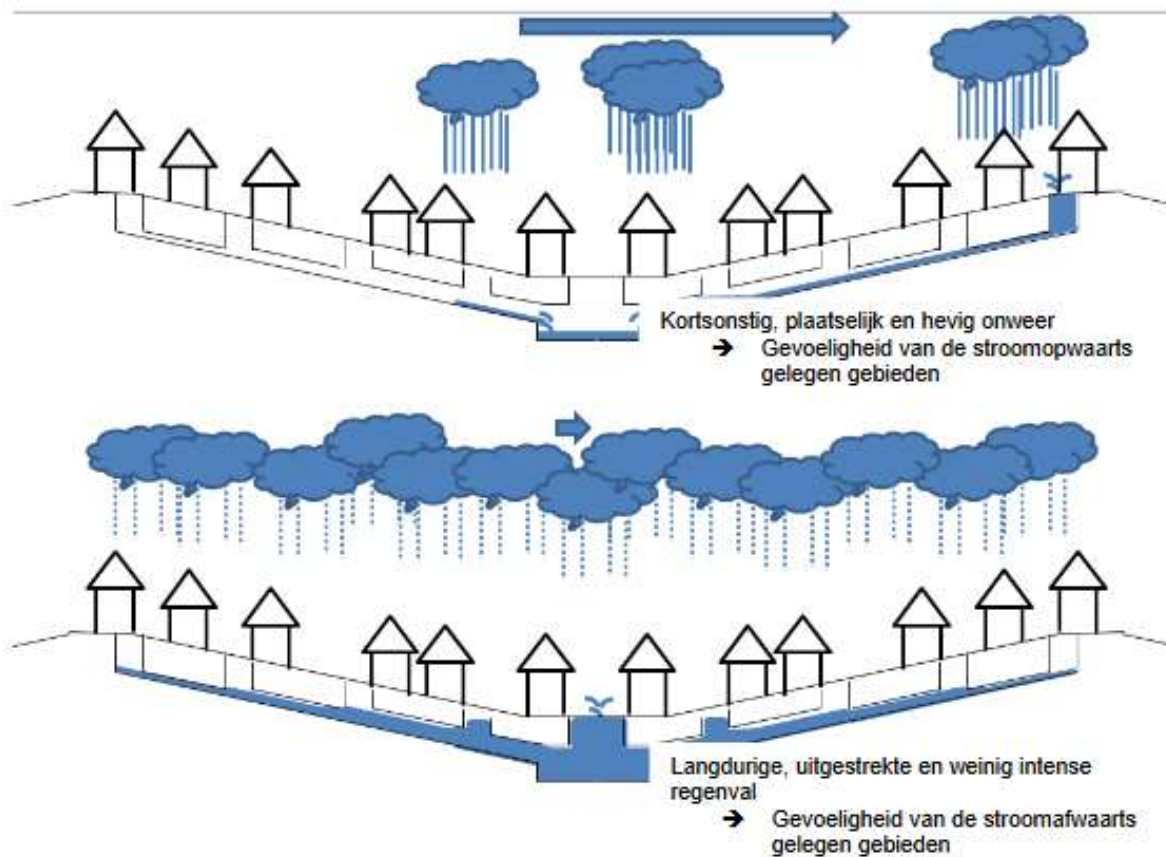 Kortsonstig, plaatselijk en hevig onweer
➔ Gevoeligheid van de stroomopwaarts
gelegen gebieden
Langdurige, uitgestrekte en weinig intense
regenval
➔ Gevoeligheid van de stroomafwaarts
gelegen gebieden